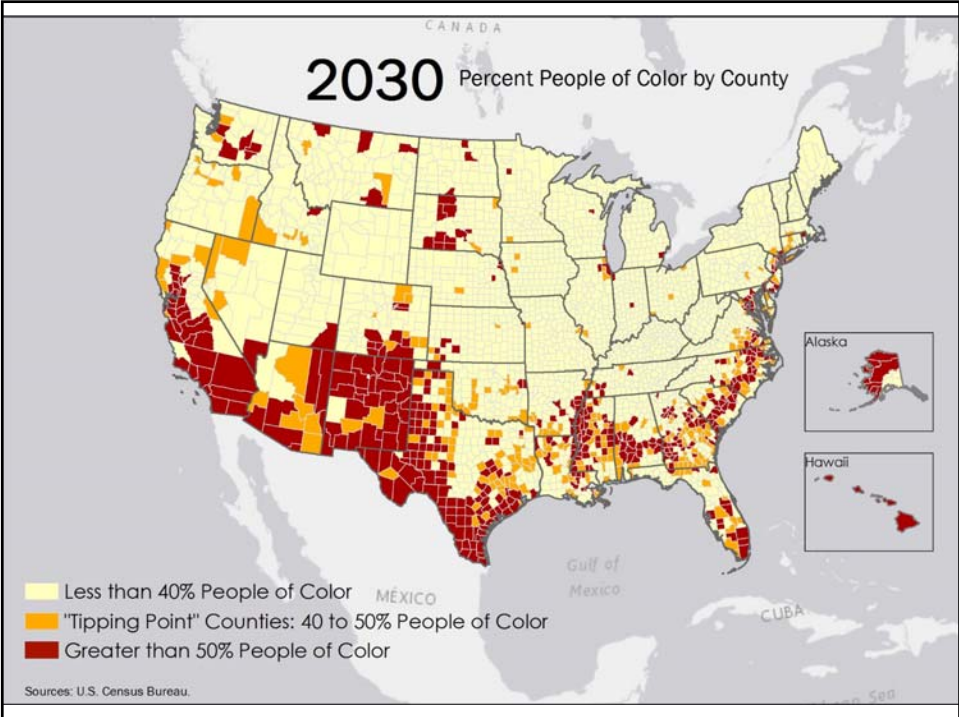 CANADA
2030 Percent People of Color by County
Alaska
Hawaii
Gulf of
Mexico
MÉXICO
CUBA
Less than 40% People of Color
"Tipping Point" Counties: 40 to 50% People of Color
Greater than 50% People of Color
Sources: U.S. Census Bureau.
Sea